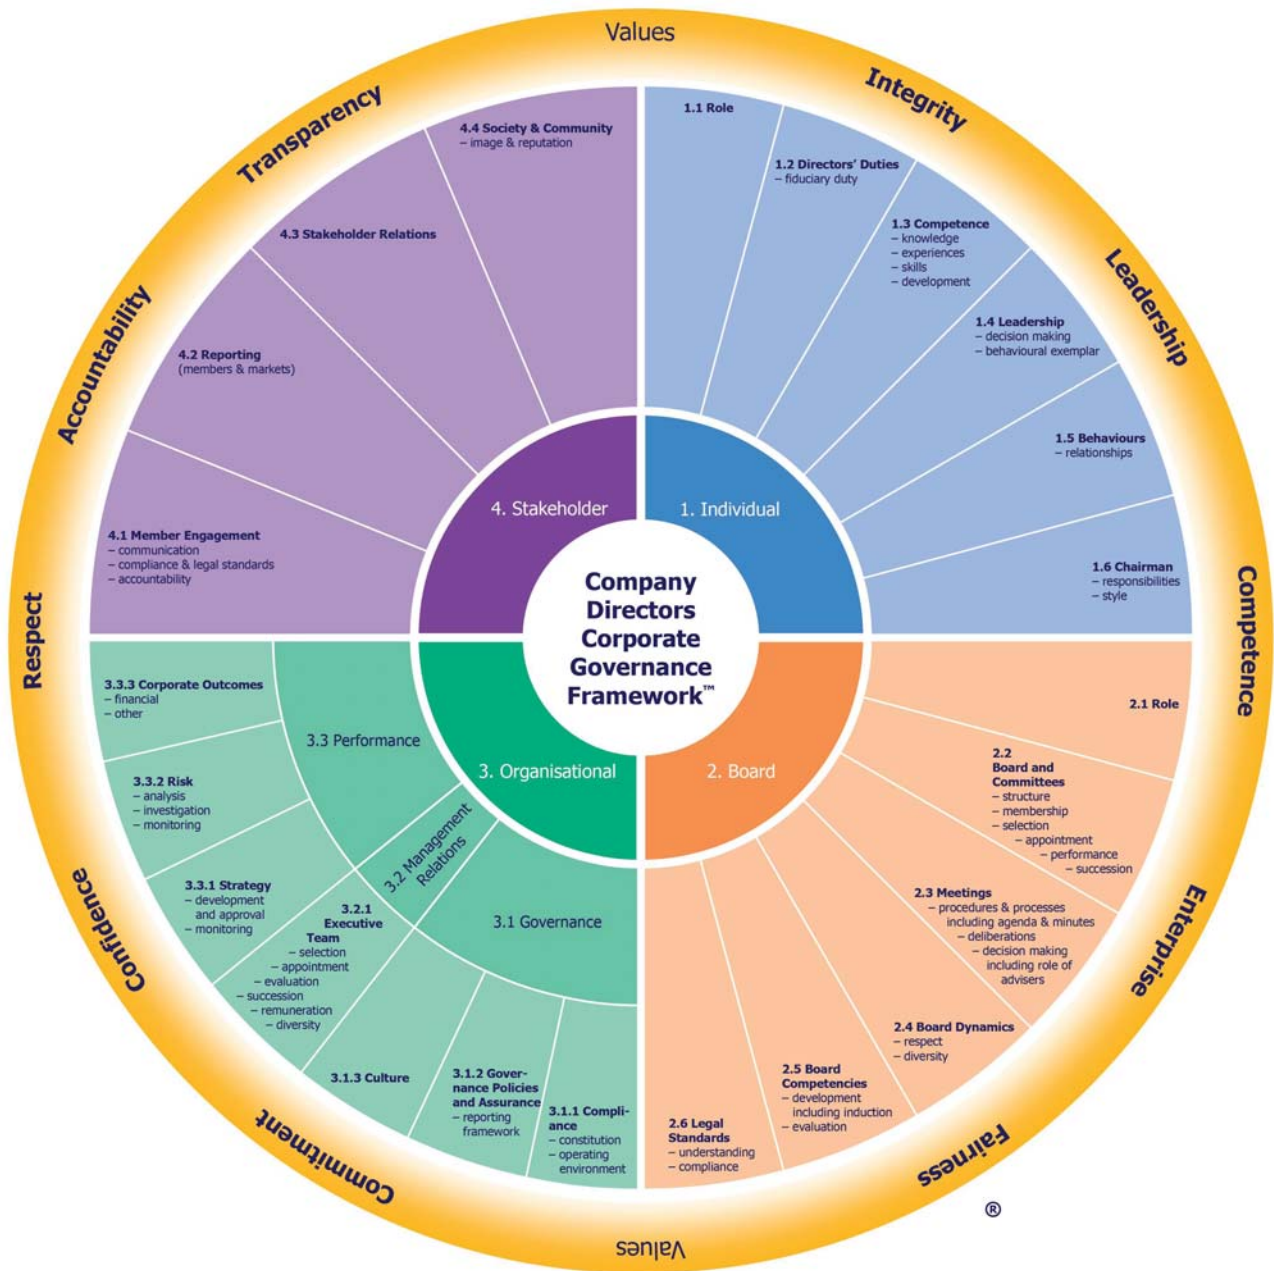 Values
Integrity
Leadership
Competence
Enterprise
Fairness
Values
Commitment
Confidence
Respect
Accountability
Transparency
Company
Directors
Corporate
Governance
Framework™
1. Individual
1.1 Role
1.2 Directors' Duties
– fiduciary duty
1.3 Competence
– knowledge
– experiences
– skills
– development
1.4 Leadership
– decision making
– behavioural exemplar
1.5 Behaviours
– relationships
1.6 Chairman
– responsibilities
– style
2. Board
2.1 Role
2.2
Board and
Committees
– structure
– membership
– selection
– appointment
– performance
– succession
2.3 Meetings
– procedures & processes
including agenda & minutes
– deliberations
– decision making
including role of
advisers
2.4 Board Dynamics
– respect
– diversity
2.5 Board
Competencies
– development
including induction
– evaluation
2.6 Legal
Standards
– understanding
– compliance
3. Organisational
3.1 Governance
3.1.1 Compli-
ance
– constitution
– operating
environment
3.1.2 Gover-
nance Policies
and Assurance
– reporting
framework
3.1.3 Culture
3.2 Management
Relations
3.2.1
Executive
Team
– selection
– appointment
– evaluation
– succession
– remuneration
– diversity
3.3 Performance
3.3.1 Strategy
– development
and approval
– monitoring
3.3.2 Risk
– analysis
– investigation
– monitoring
3.3.3 Corporate Outcomes
– financial
– other
4. Stakeholder
4.1 Member Engagement
– communication
– compliance & legal standards
– accountability
4.2 Reporting
(members & markets)
4.3 Stakeholder Relations
4.4 Society & Community
– image & reputation
®